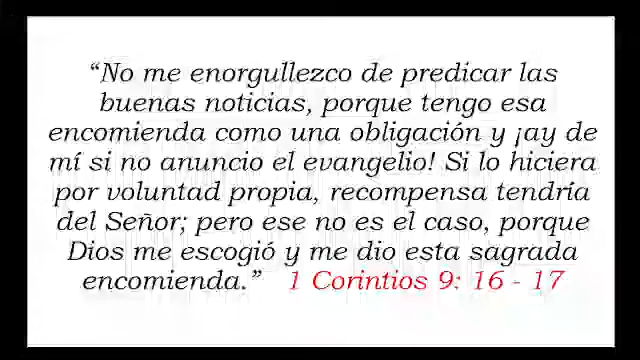 “No me enorgullezco de predicar las
buenas noticias, porque tengo esa
encomienda como una obligación y ¡ay de
mí si no anuncio el evangelio! Si lo hiciera
por voluntad propia, recompensa tendría
del Señor; pero ese no es el caso, porque
Dios me escogió y me dio esta sagrada
encomienda.” 1 Corintios 9: 16 - 17